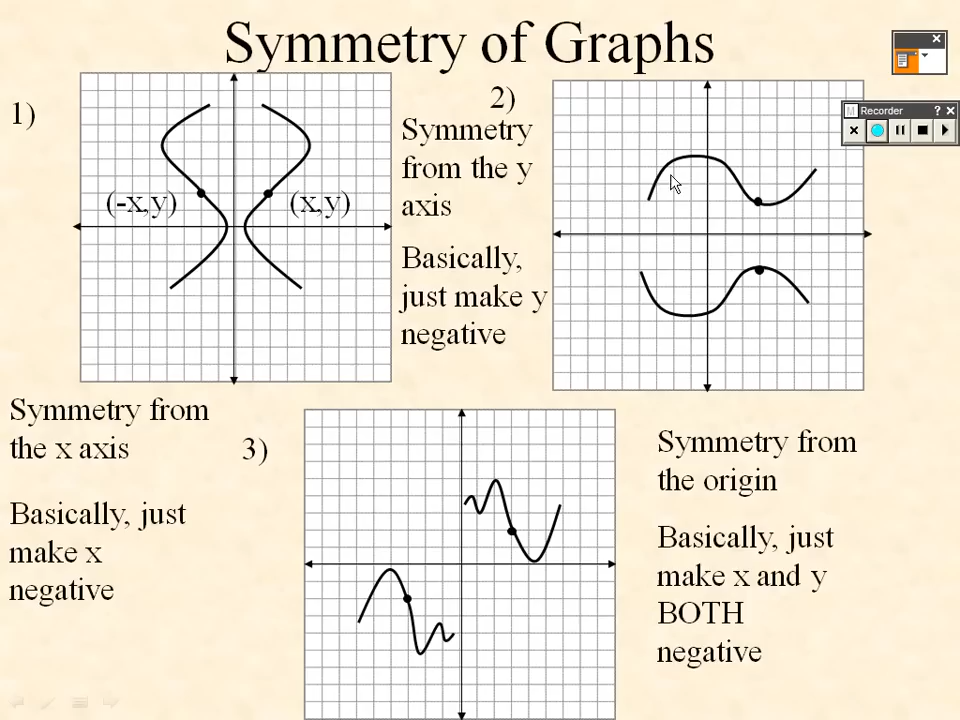 Symmetry of Graphs
1)
(-x,y)
(x,y)
2)
Symmetry
from the y
axis
Basically,
just make y
negative
M Recorder
?
Symmetry from
the x axis
Basically, just
make x
negative
3)
Symmetry from
the origin
Basically, just
make x and y
BOTH
negative